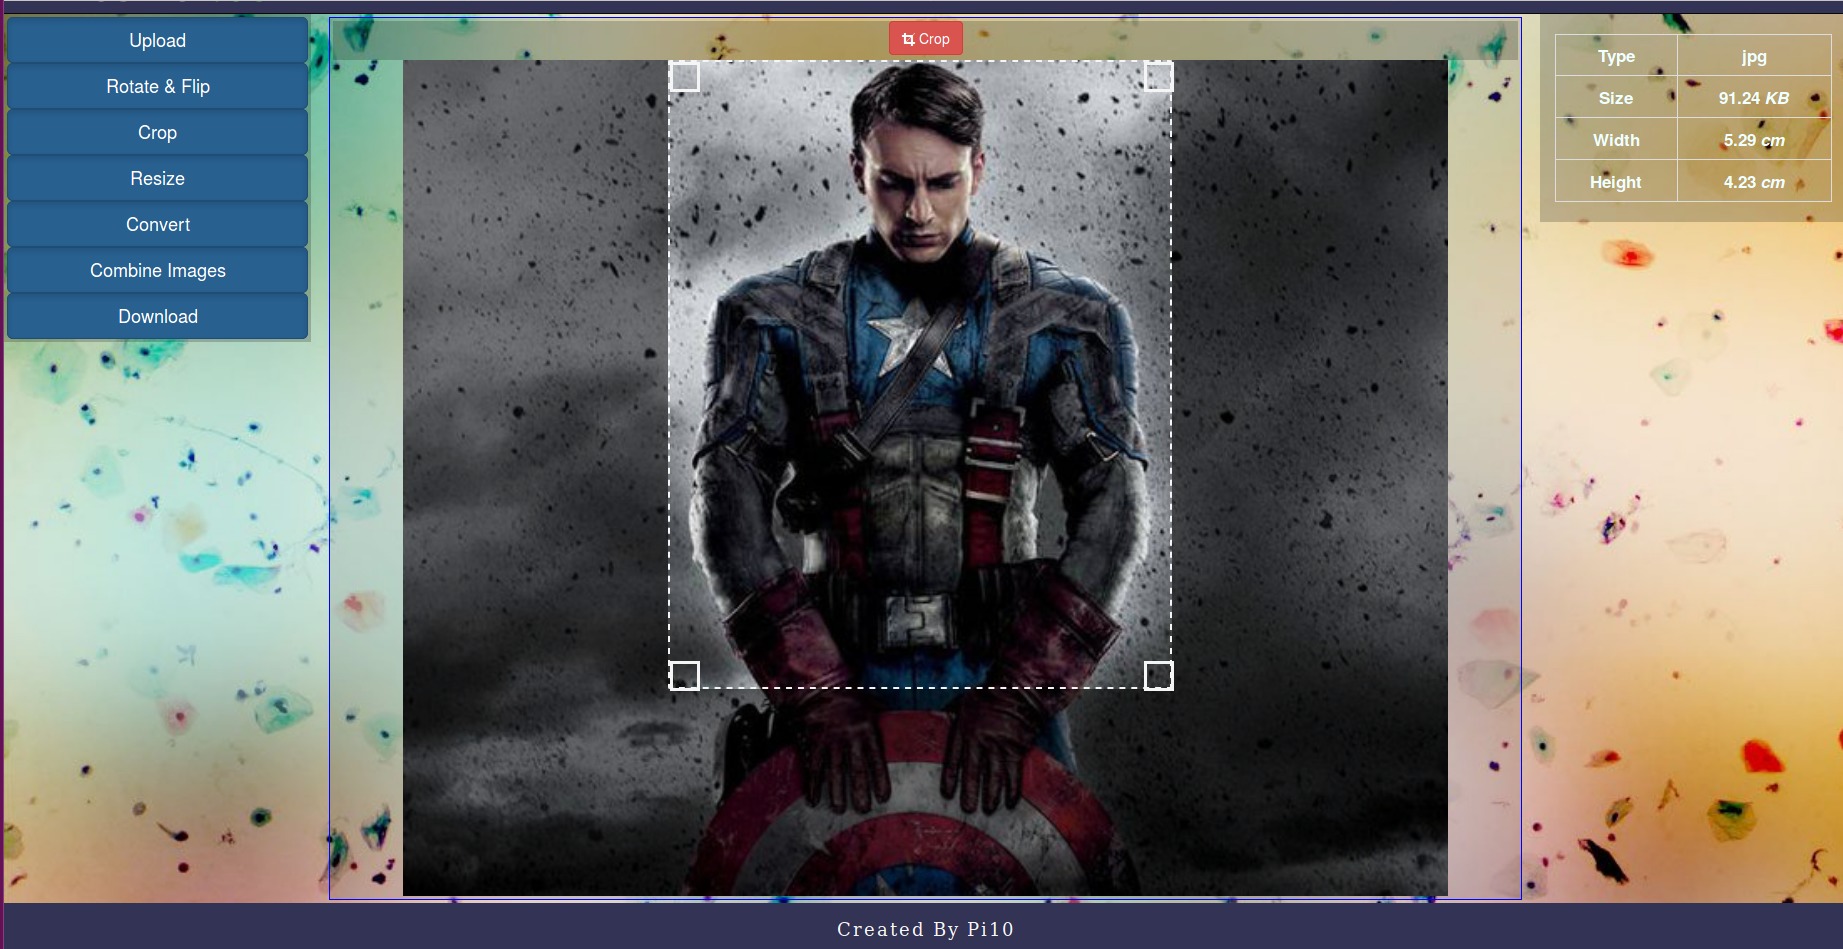 Upload
Rotate & Flip
Crop
Resize
Convert
Combine Images
Download
Crop
Type jpg
Size 91.24 KB
Width 5.29 cm
Height 4.23 cm
Created By Pi10